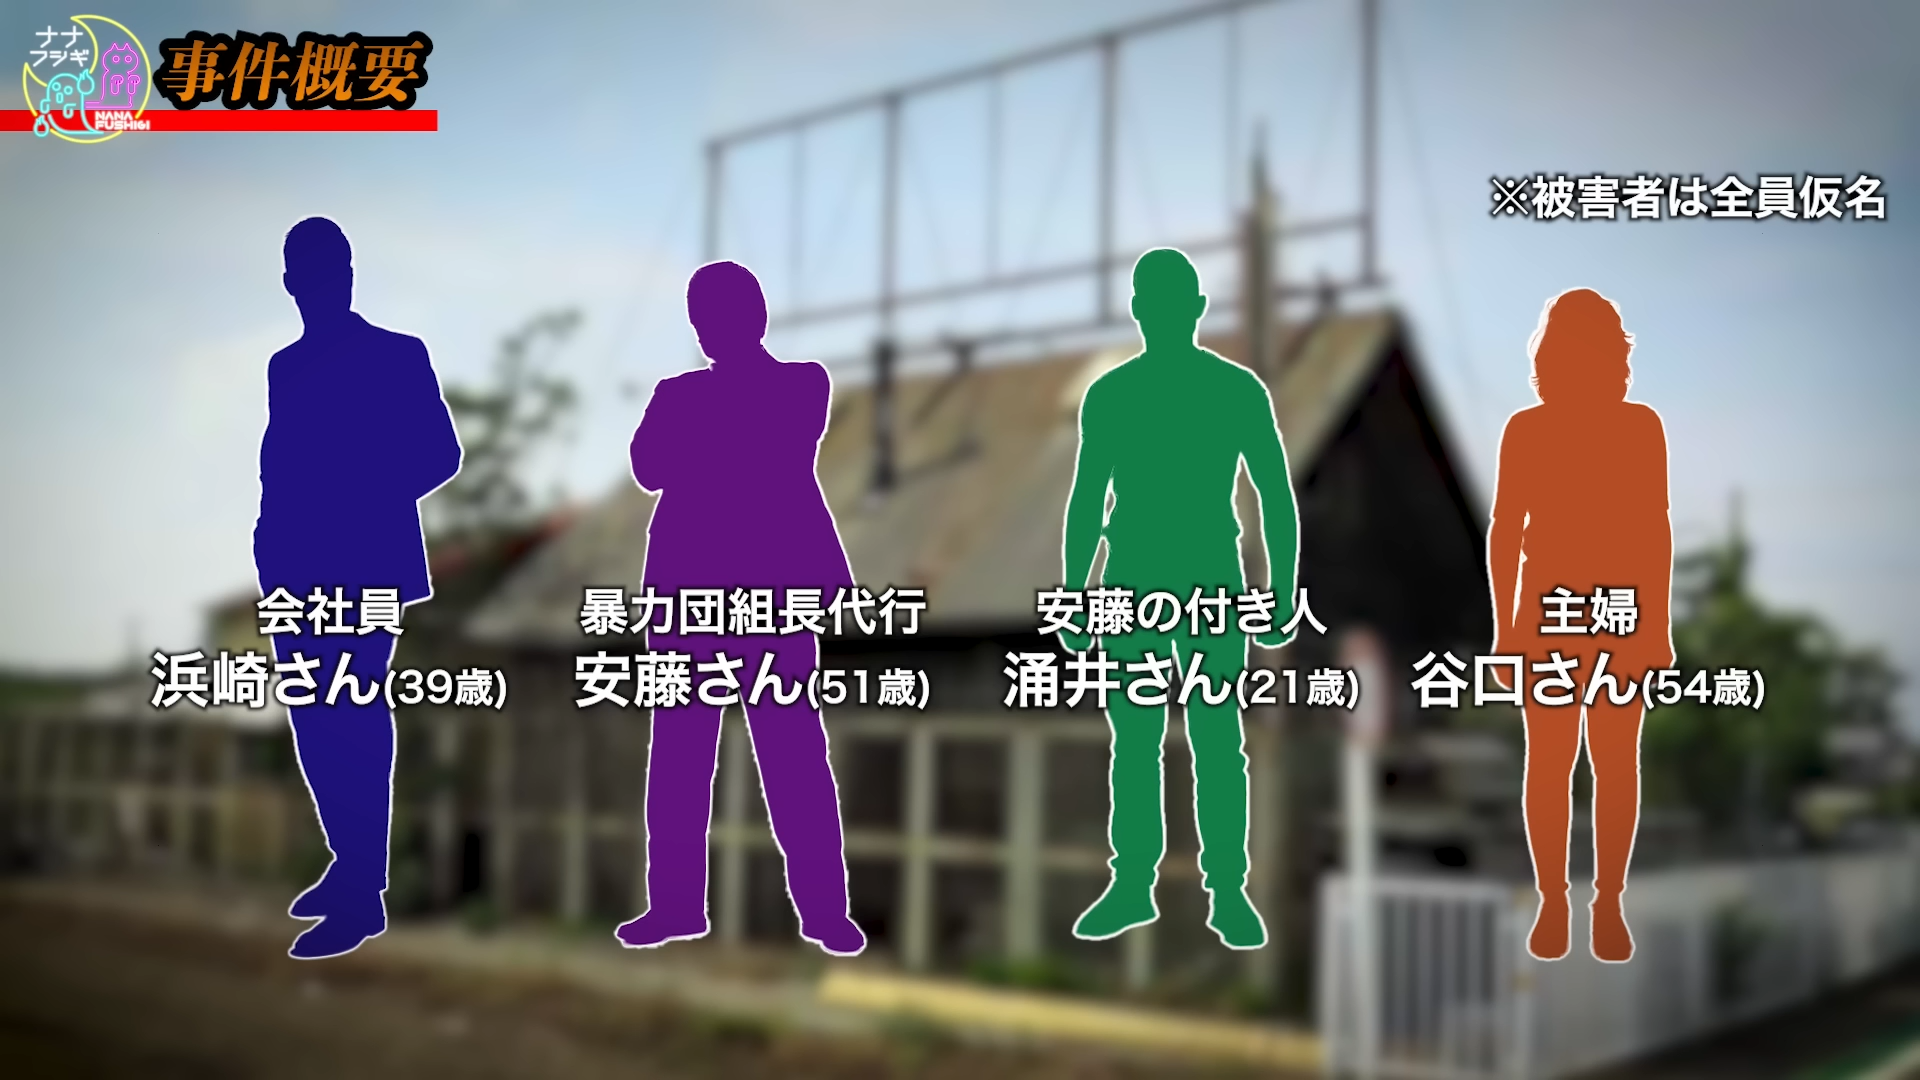 ナナ
フシギ
NANA
FUSHIGI
事件概要
※被害者は全員仮名
会社員
浜崎さん(39歳)
暴力団組長代行
安藤さん(51歳)
安藤の付き人
涌井さん(21歳)
主婦
谷口さん(54歳)